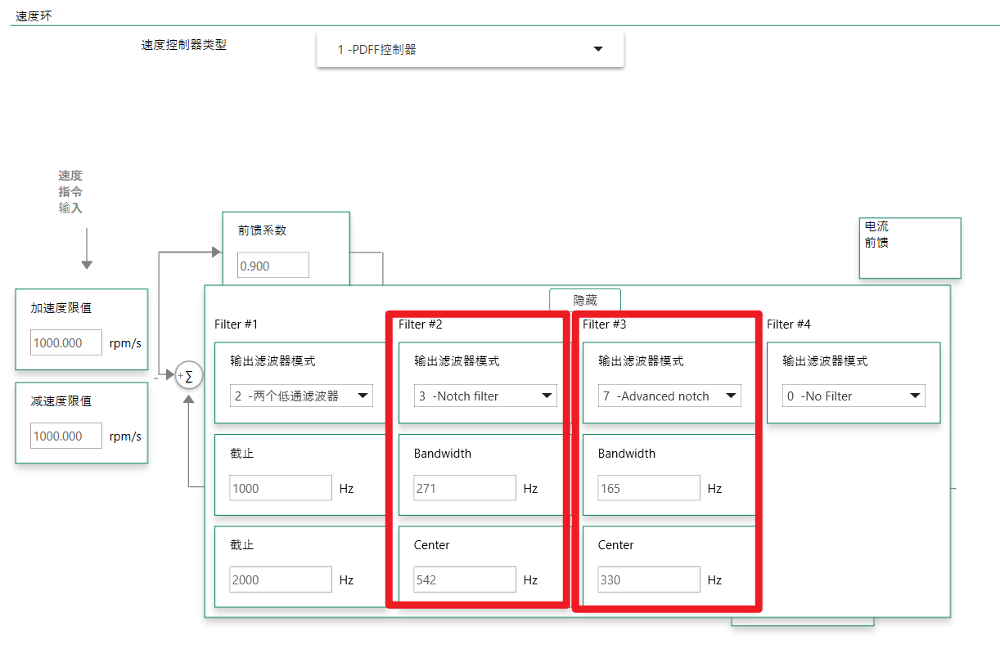 速度环
速度控制器类型
1 -PDFF控制器
速度
指令
输入
前馈系数
0.900
电流
前馈
加速度限值
1000.000 rpm/s
减速度限值
1000.000 rpm/s
- + ∑
隐藏
Filter #1
输出滤波器模式
2 -两个低通滤波器
截止
1000 Hz
截止
2000 Hz
Filter #2
输出滤波器模式
3 -Notch filter
Bandwidth
271 Hz
Center
542 Hz
Filter #3
输出滤波器模式
7 -Advanced notch
Bandwidth
165 Hz
Center
330 Hz
Filter #4
输出滤波器模式
0 -No Filter